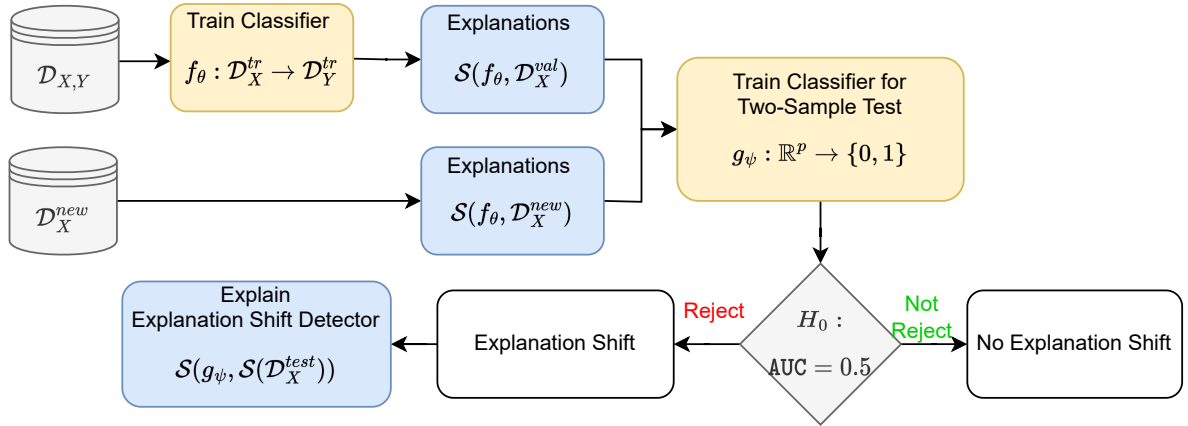 Train Classifier
Explanations
𝒟_{X,Y}
f_θ : 𝒟_X^{tr} → 𝒟_Y^{tr}
𝒮(f_θ, 𝒟_X^{val})
Train Classifier for
Two-Sample Test
g_ψ : ℝ^p → {0, 1}
𝒟_X^{new}
Explanations
𝒮(f_θ, 𝒟_X^{new})
Explain
Explanation Shift Detector
𝒮(g_ψ, 𝒮(𝒟_X^{test}))
Explanation Shift
Reject
H_0 :
AUC = 0.5
Not
Reject
No Explanation Shift